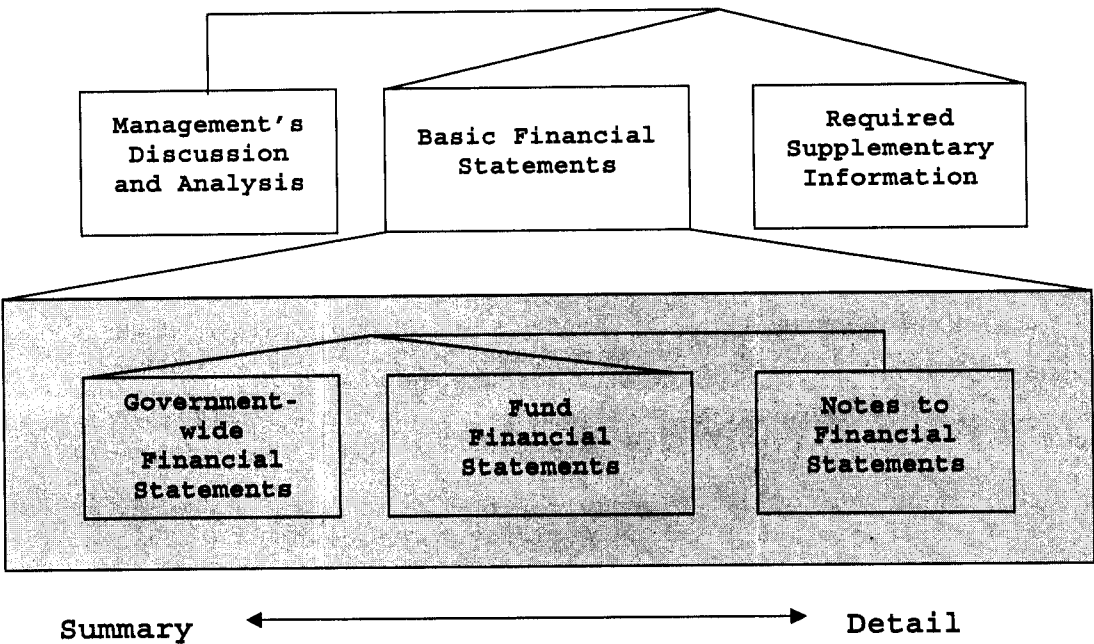 Management's
Discussion
and Analysis
Basic Financial
Statements
Required
Supplementary
Information
Government-
wide
Financial
Statements
Fund
Financial
Statements
Notes to
Financial
Statements
Summary
Detail